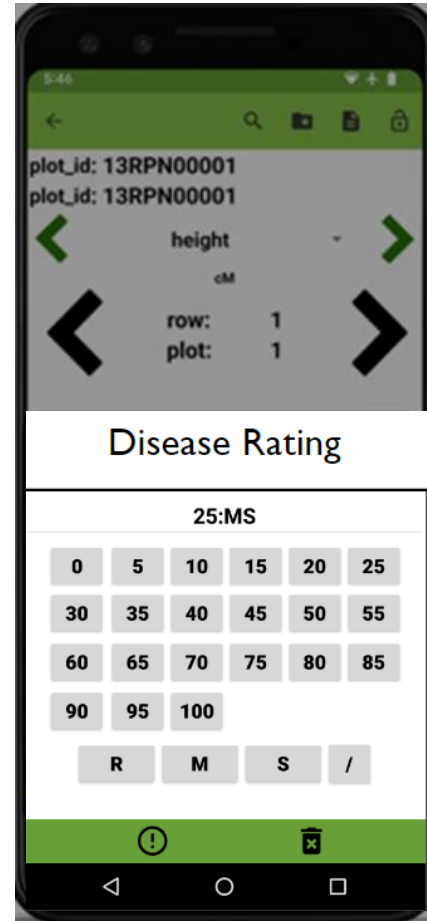 5:46
plot_id: 13RPN00001
plot_id: 13RPN00001
height
cM
row: 1
plot: 1
Disease Rating
25:MS
0 5 10 15 20 25
30 35 40 45 50 55
60 65 70 75 80 85
90 95 100
R M S /